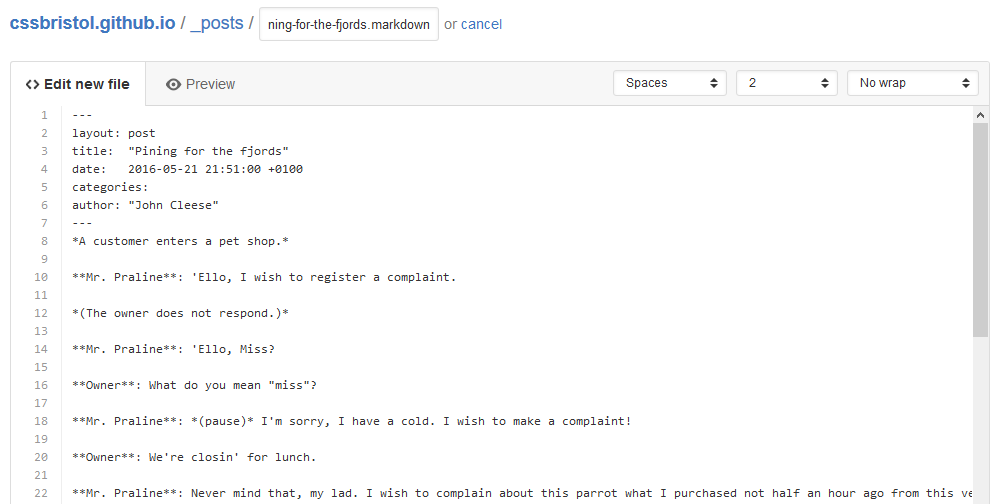 cssbristol.github.io / _posts / ning-for-the-fjords.markdown or cancel
<> Edit new file Preview Spaces 2 No wrap
1 ---
2 layout: post
3 title:  "Pining for the fjords"
4 date:   2016-05-21 21:51:00 +0100
5 categories:
6 author: "John Cleese"
7 ---
8 *A customer enters a pet shop.*
9
10 **Mr. Praline**: 'Ello, I wish to register a complaint.
11
12 *(The owner does not respond.)*
13
14 **Mr. Praline**: 'Ello, Miss?
15
16 **Owner**: What do you mean "miss"?
17
18 **Mr. Praline**: *(pause)* I'm sorry, I have a cold. I wish to make a complaint!
19
20 **Owner**: We're closin' for lunch.
21
22 **Mr. Praline**: Never mind that, my lad. I wish to complain about this parrot what I purchased not half an hour ago from this ve